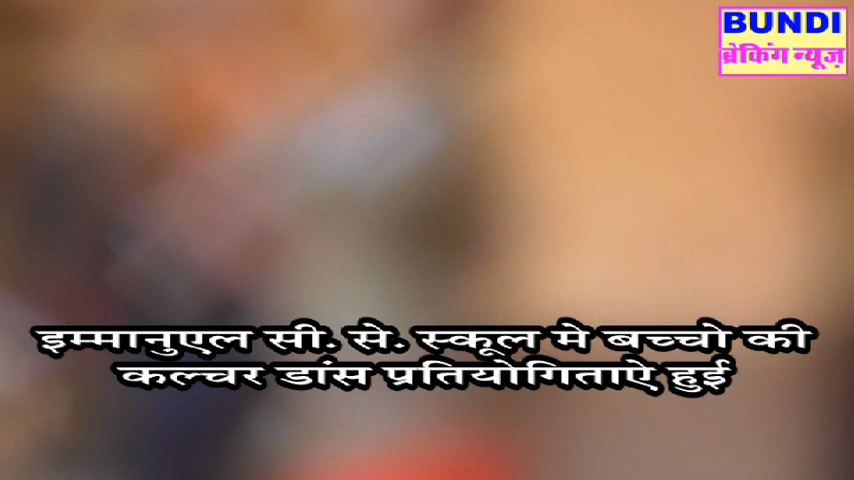 BUNDI
ब्रेकिंग न्यूज़
इम्मानुएल सी. से. स्कूल मे बच्चो की
कल्चर डांस प्रतियोगिताऐ हुई